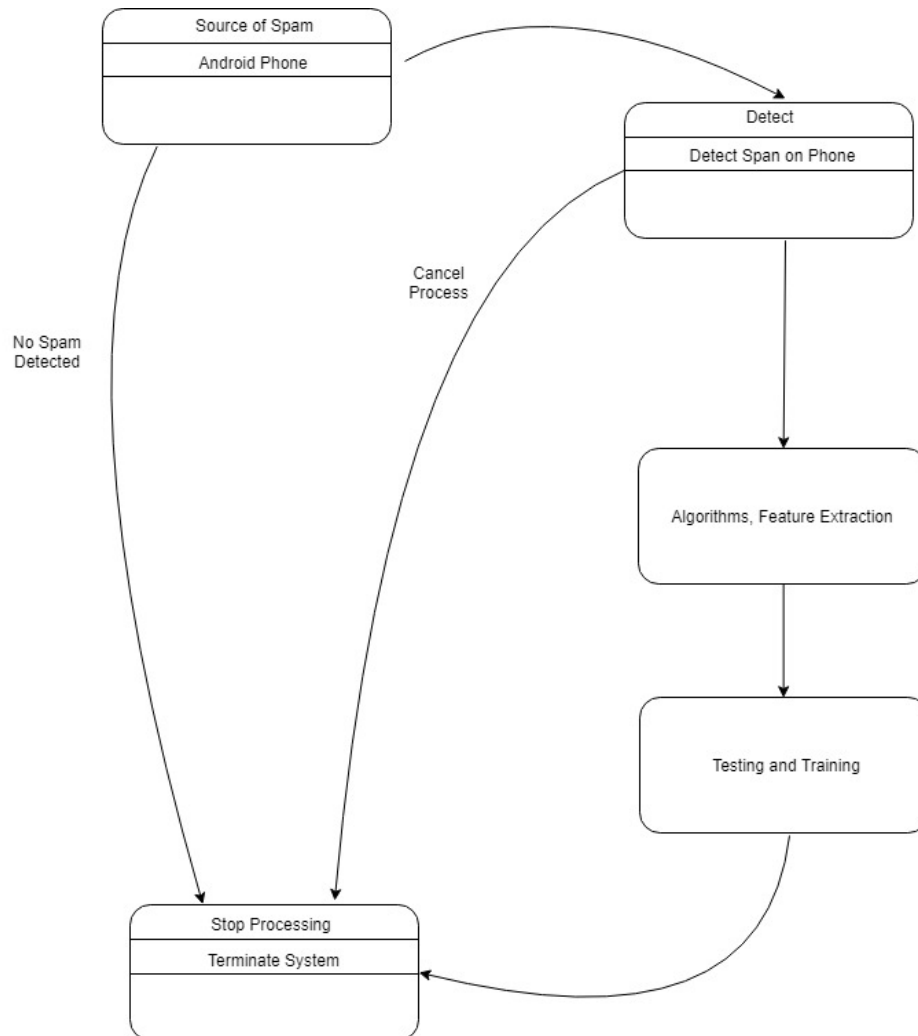 Source of Spam
Android Phone
Detect
Detect Span on Phone
Cancel
Process
No Spam
Detected
Algorithms, Feature Extraction
Testing and Training
Stop Processing
Terminate System